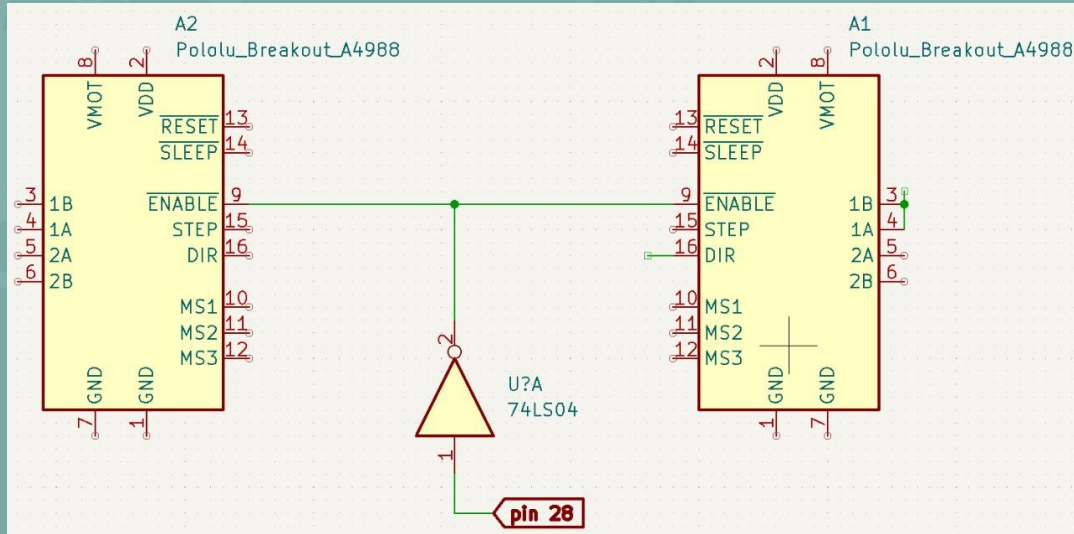 A2
Pololu_Breakout_A4988
8
VMOT
2
VDD
RESET 13
SLEEP 14
3 1B
ENABLE 9
4 1A
STEP 15
5 2A
DIR 16
6 2B
MS1 10
MS2 11
MS3 12
GND
7
GND
1
2
U?A
74LS04
1
pin 28
A1
Pololu_Breakout_A4988
2
VDD
8
VMOT
13 RESET
14 SLEEP
9 ENABLE
1B 3
15 STEP
1A 4
16 DIR
2A 5
2B 6
10 MS1
11 MS2
12 MS3
GND
1
GND
7